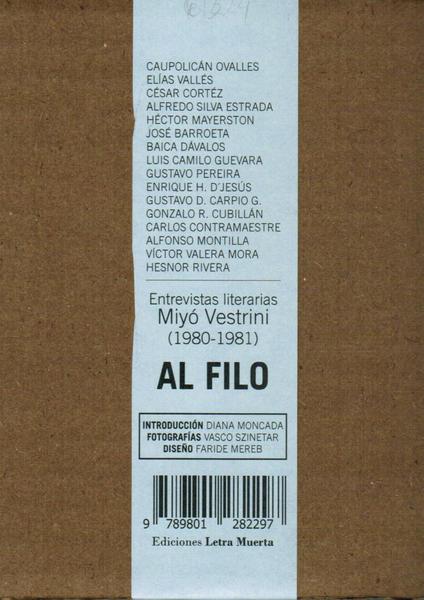 CAUPOLICÁN OVALLES
ELÍAS VALLÉS
CÉSAR CORTÉZ
ALFREDO SILVA ESTRADA
HÉCTOR MAYERSTON
JOSÉ BARROETA
BAICA DÁVALOS
LUIS CAMILO GUEVARA
GUSTAVO PEREIRA
ENRIQUE H. D'JESÚS
GUSTAVO D. CARPIO G.
GONZALO R. CUBILLÁN
CARLOS CONTRAMAESTRE
ALFONSO MONTILLA
VÍCTOR VALERA MORA
HESNOR RIVERA
Entrevistas literarias
Miyó Vestrini
(1980-1981)
AL FILO
INTRODUCCIÓN DIANA MONCADA
FOTOGRAFÍAS VASCO SZINETAR
DISEÑO FARIDE MEREB
9 789801 282297
Ediciones Letra Muerta